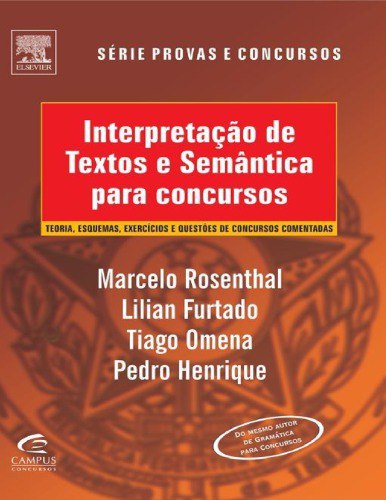 ELSEVIER
SÉRIE PROVAS E CONCURSOS
Interpretação de
Textos e Semântica
para concursos
TEORIA, ESQUEMAS, EXERCÍCIOS E QUESTÕES DE CONCURSOS COMENTADAS
Marcelo Rosenthal
Lilian Furtado
Tiago Omena
Pedro Henrique
DO MESMO AUTOR
DE GRAMÁTICA
PARA CONCURSOS
CAMPUS
CONCURSOS